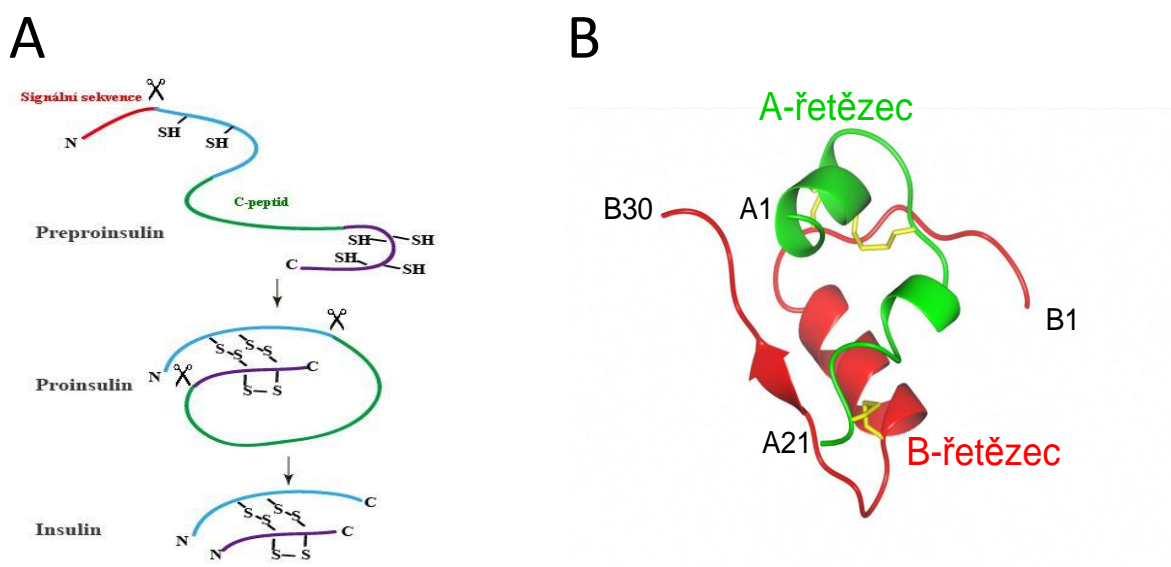 A
Signální sekvence
N
SH
SH
C-peptid
Preproinsulin
SH
SH
SH
SH
C
Proinsulin
N
S
S
S
S
C
S
S
Insulin
N
N
S
S
S
S
C
C
S
S
B
A-řetězec
B30
A1
B1
A21
B-řetězec